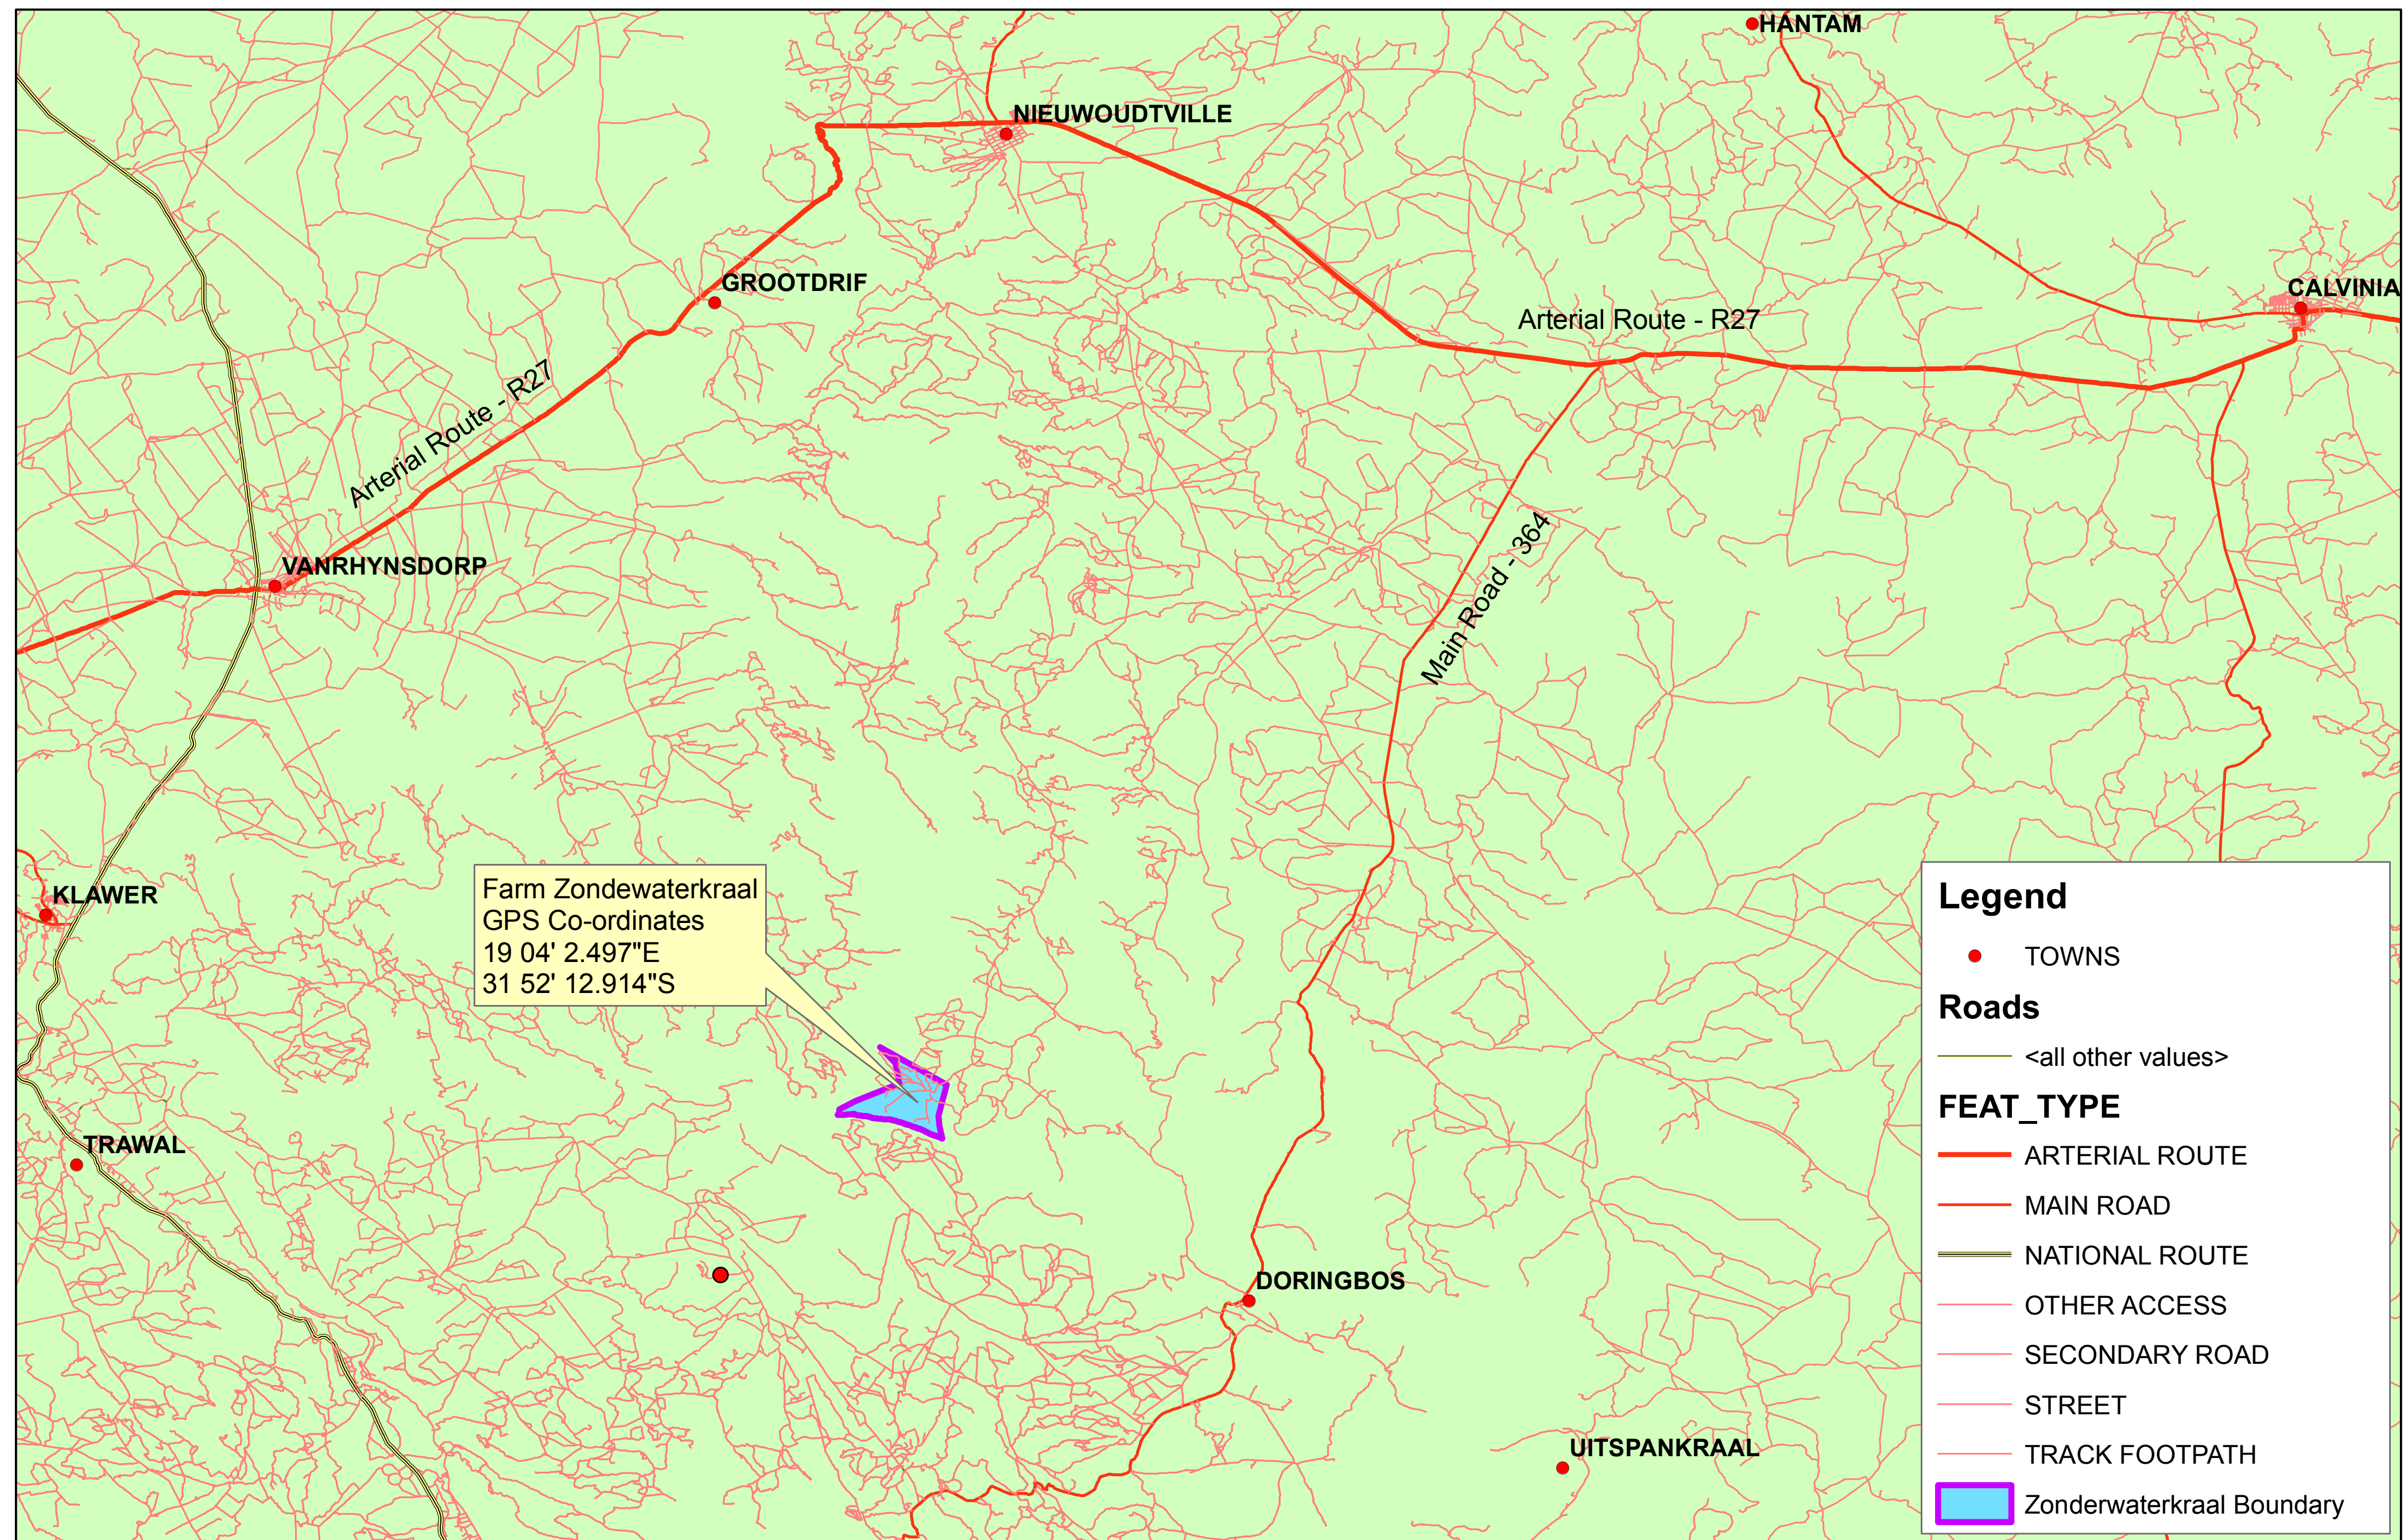 HANTAM
NIEUWOUDTVILLE
GROOTDRIF
CALVINIA
Arterial Route - R27
Arterial Route - R27
Main Road - 364
VANRHYNSDORP
KLAWER
Farm Zondewaterkraal
GPS Co-ordinates
19 04' 2.497"E
31 52' 12.914"S
TRAWAL
DORINGBOS
UITSPANKRAAL
Legend
TOWNS
Roads
<all other values>
FEAT_TYPE
ARTERIAL ROUTE
MAIN ROAD
NATIONAL ROUTE
OTHER ACCESS
SECONDARY ROAD
STREET
TRACK FOOTPATH
Zonderwaterkraal Boundary